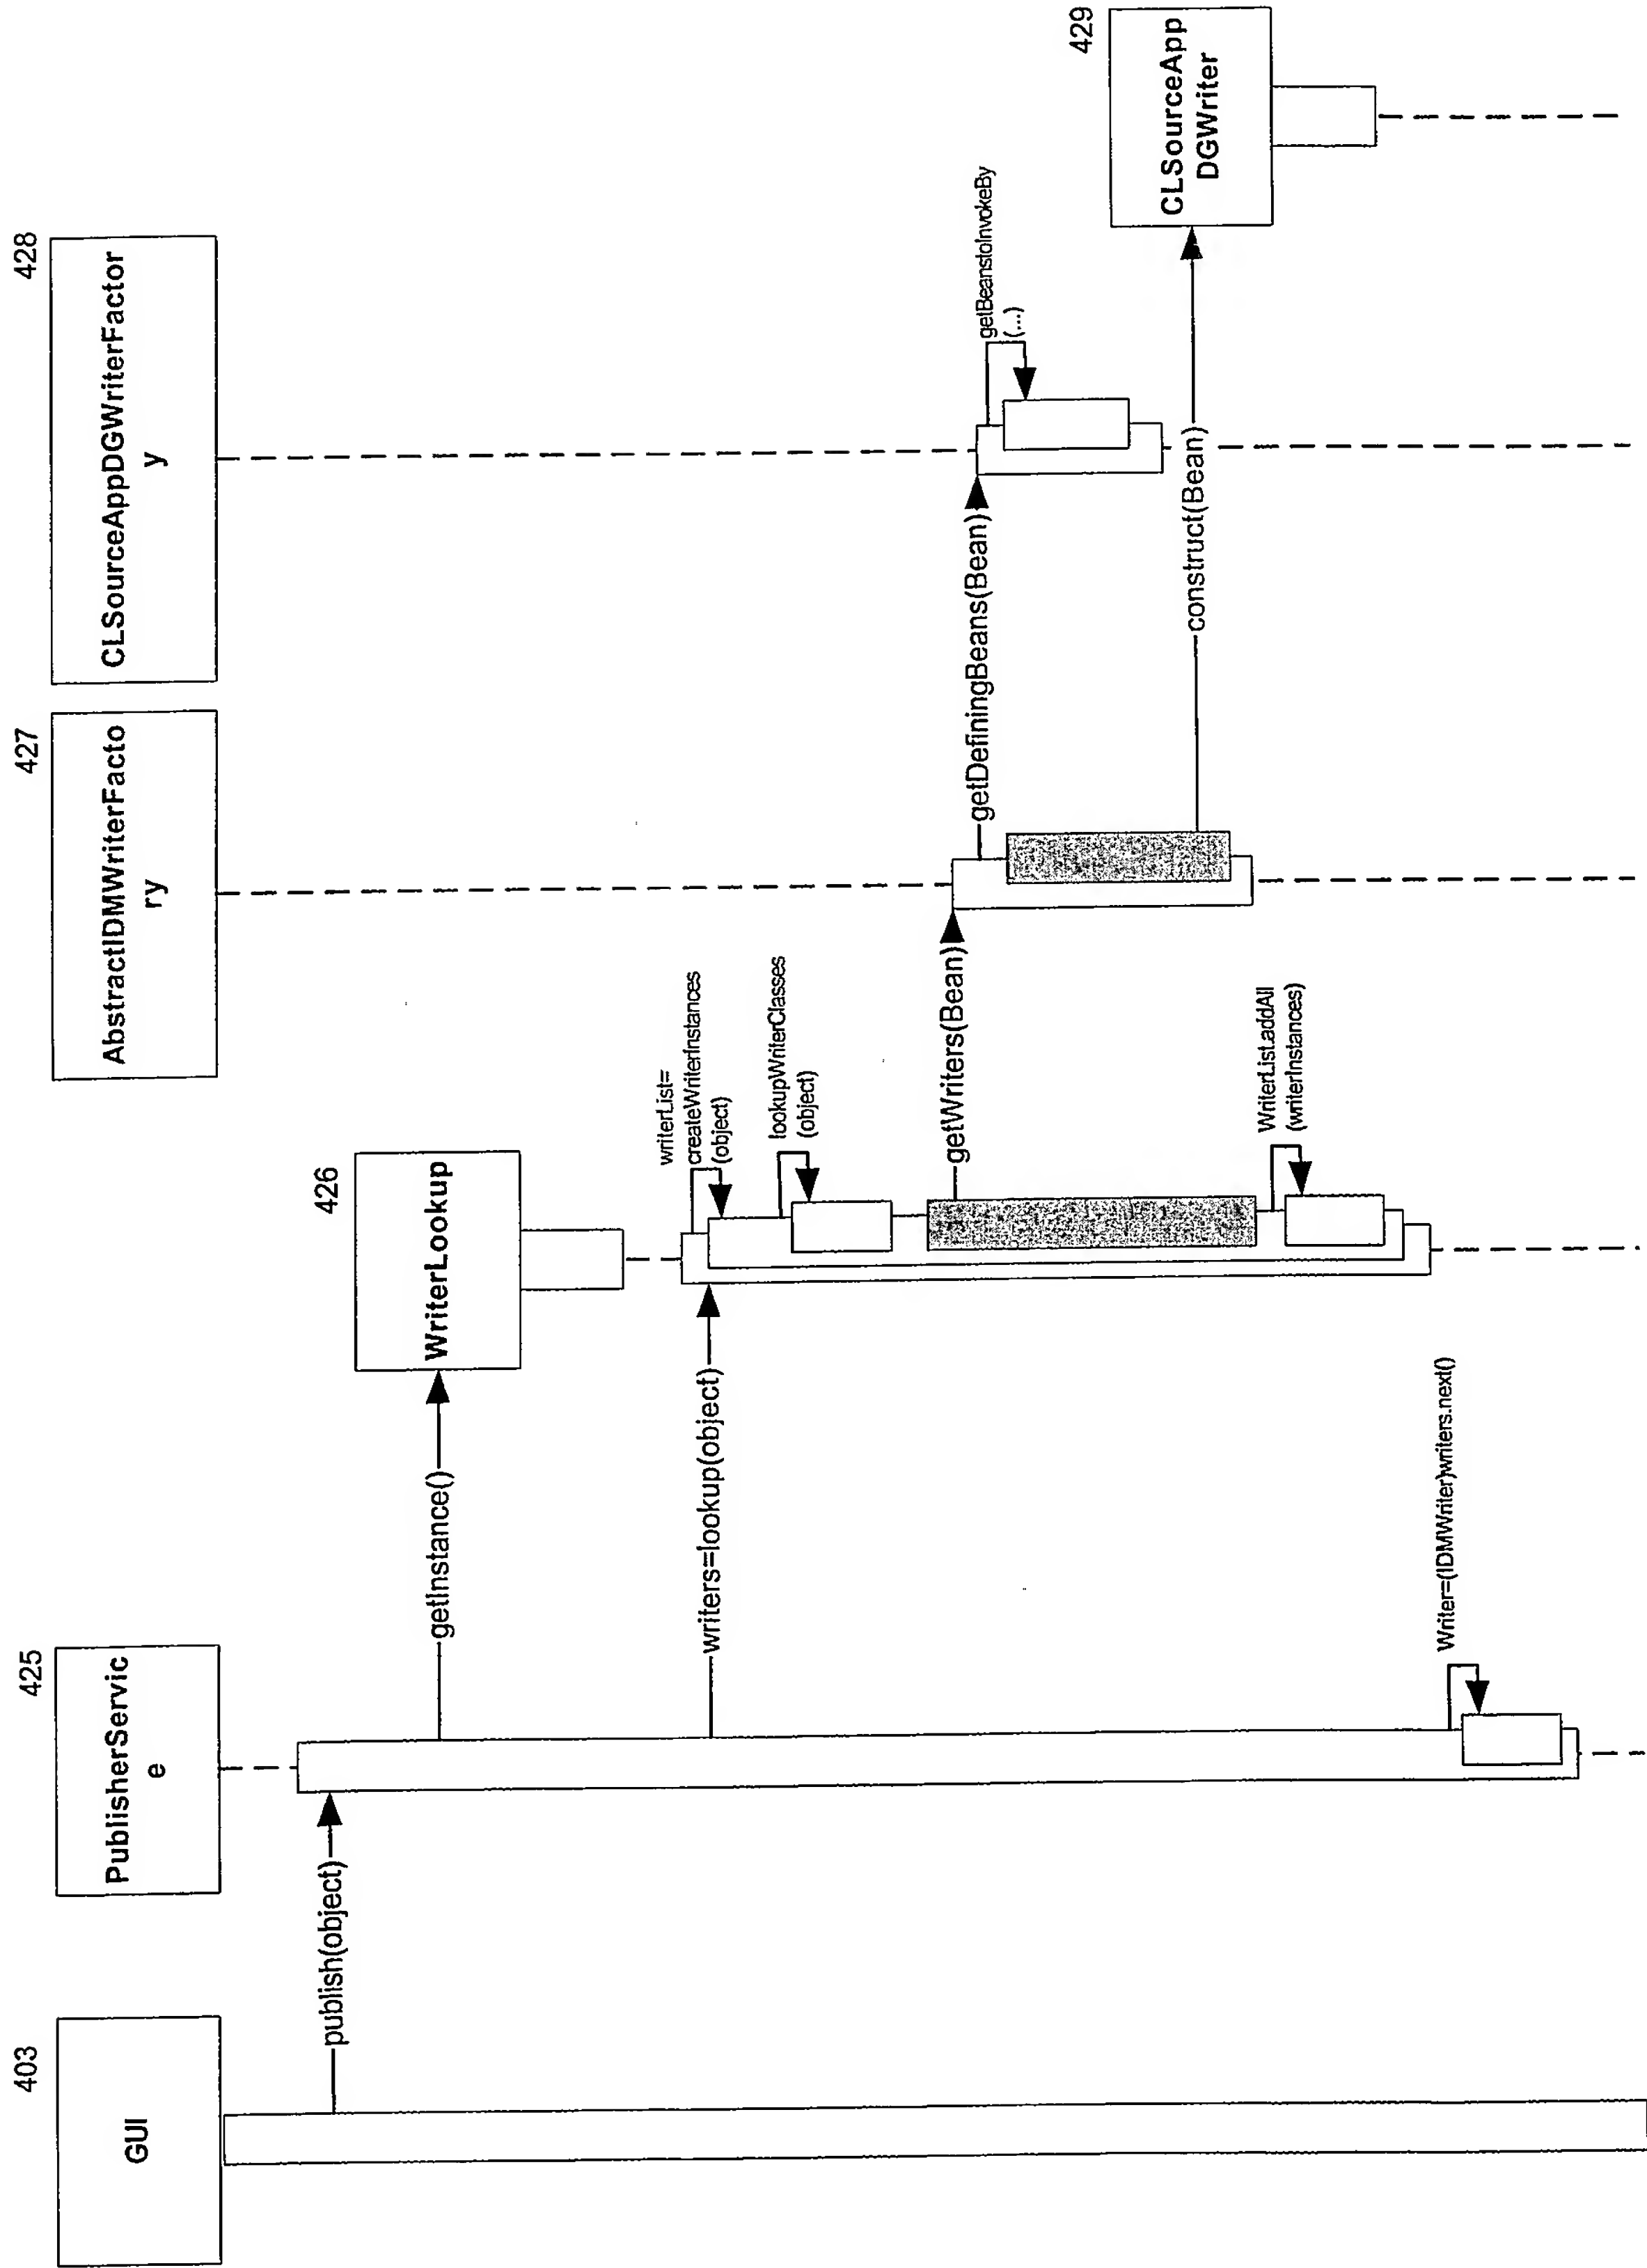 403
GUI
425
PublisherServic
e
426
WriterLookup
427
AbstractIDMWriterFacto
ry
428
CLSourceAppDGWriterFactor
y
429
CLSourceApp
DGWriter
publish(object)
getInstance()
writers=lookup(object)
writerList=
createWriterInstances
(object)
lookupWriterClasses
(object)
getWriters(Bean)
getDefiningBeans(Bean)
getBeanstoInvokeBy
(...)
construct(Bean)
WriterList.addAll
(writerInstances)
Writer=(IDMWriter)writers.next()